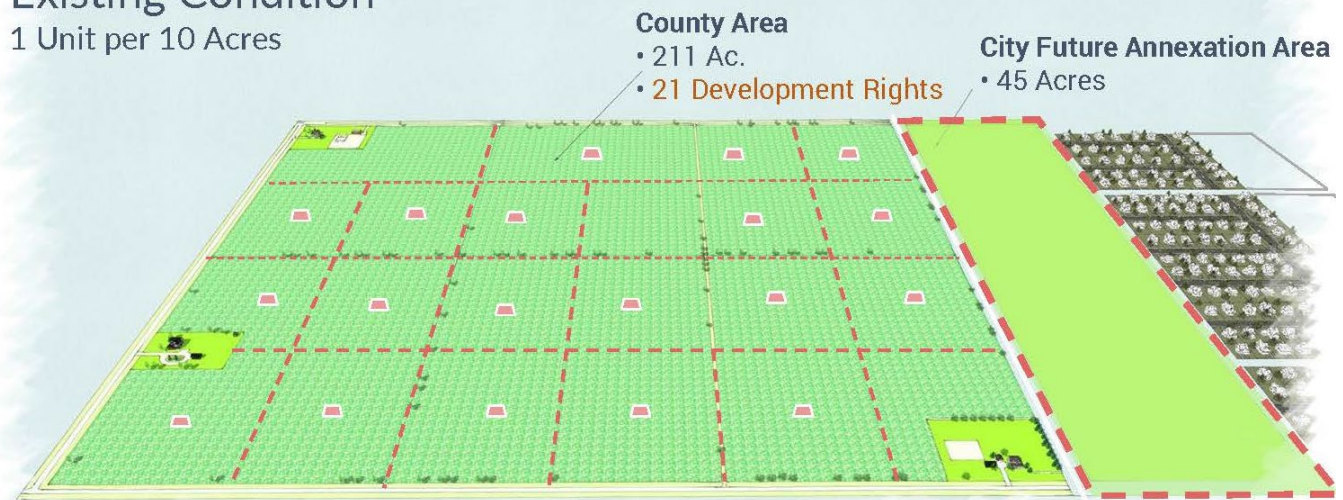 Existing Condition
1 Unit per 10 Acres
County Area
• 211 Ac.
• 21 Development Rights
City Future Annexation Area
• 45 Acres